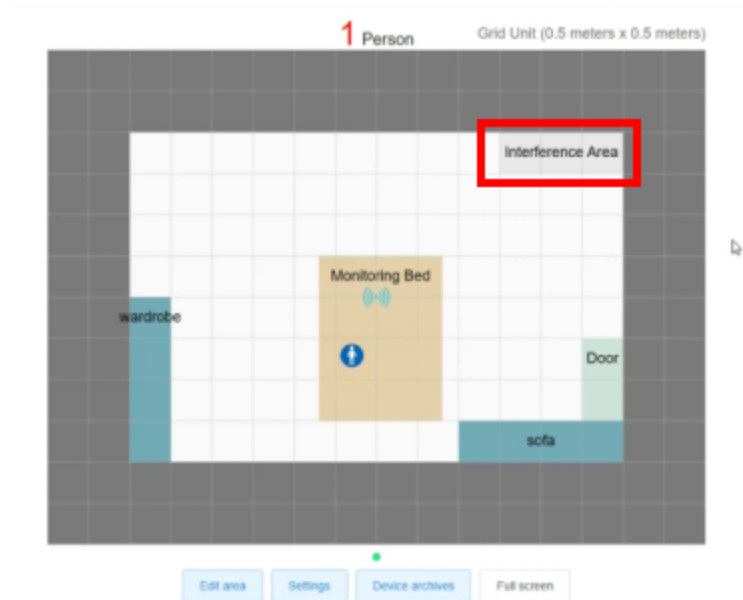 1 Person
Grid Unit (0.5 meters x 0.5 meters)
Interference Area
Monitoring Bed
wardrobe
Door
sofa
Edit area
Settings
Device archives
Full screen